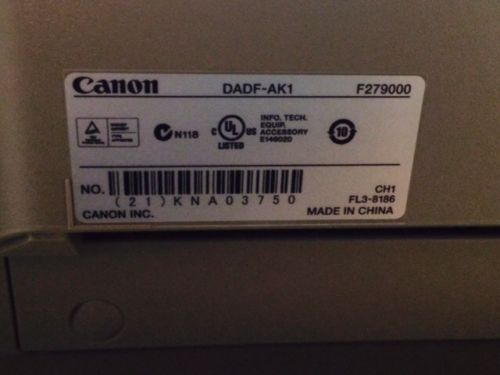 Canon DADF-AK1 F279000
N118
C UL US
LISTED
INFO. TECH.
EQUIP.
ACCESSORY
E146020
10
NO. (21)KNA03750
CH1
FL3-8186
CANON INC. MADE IN CHINA